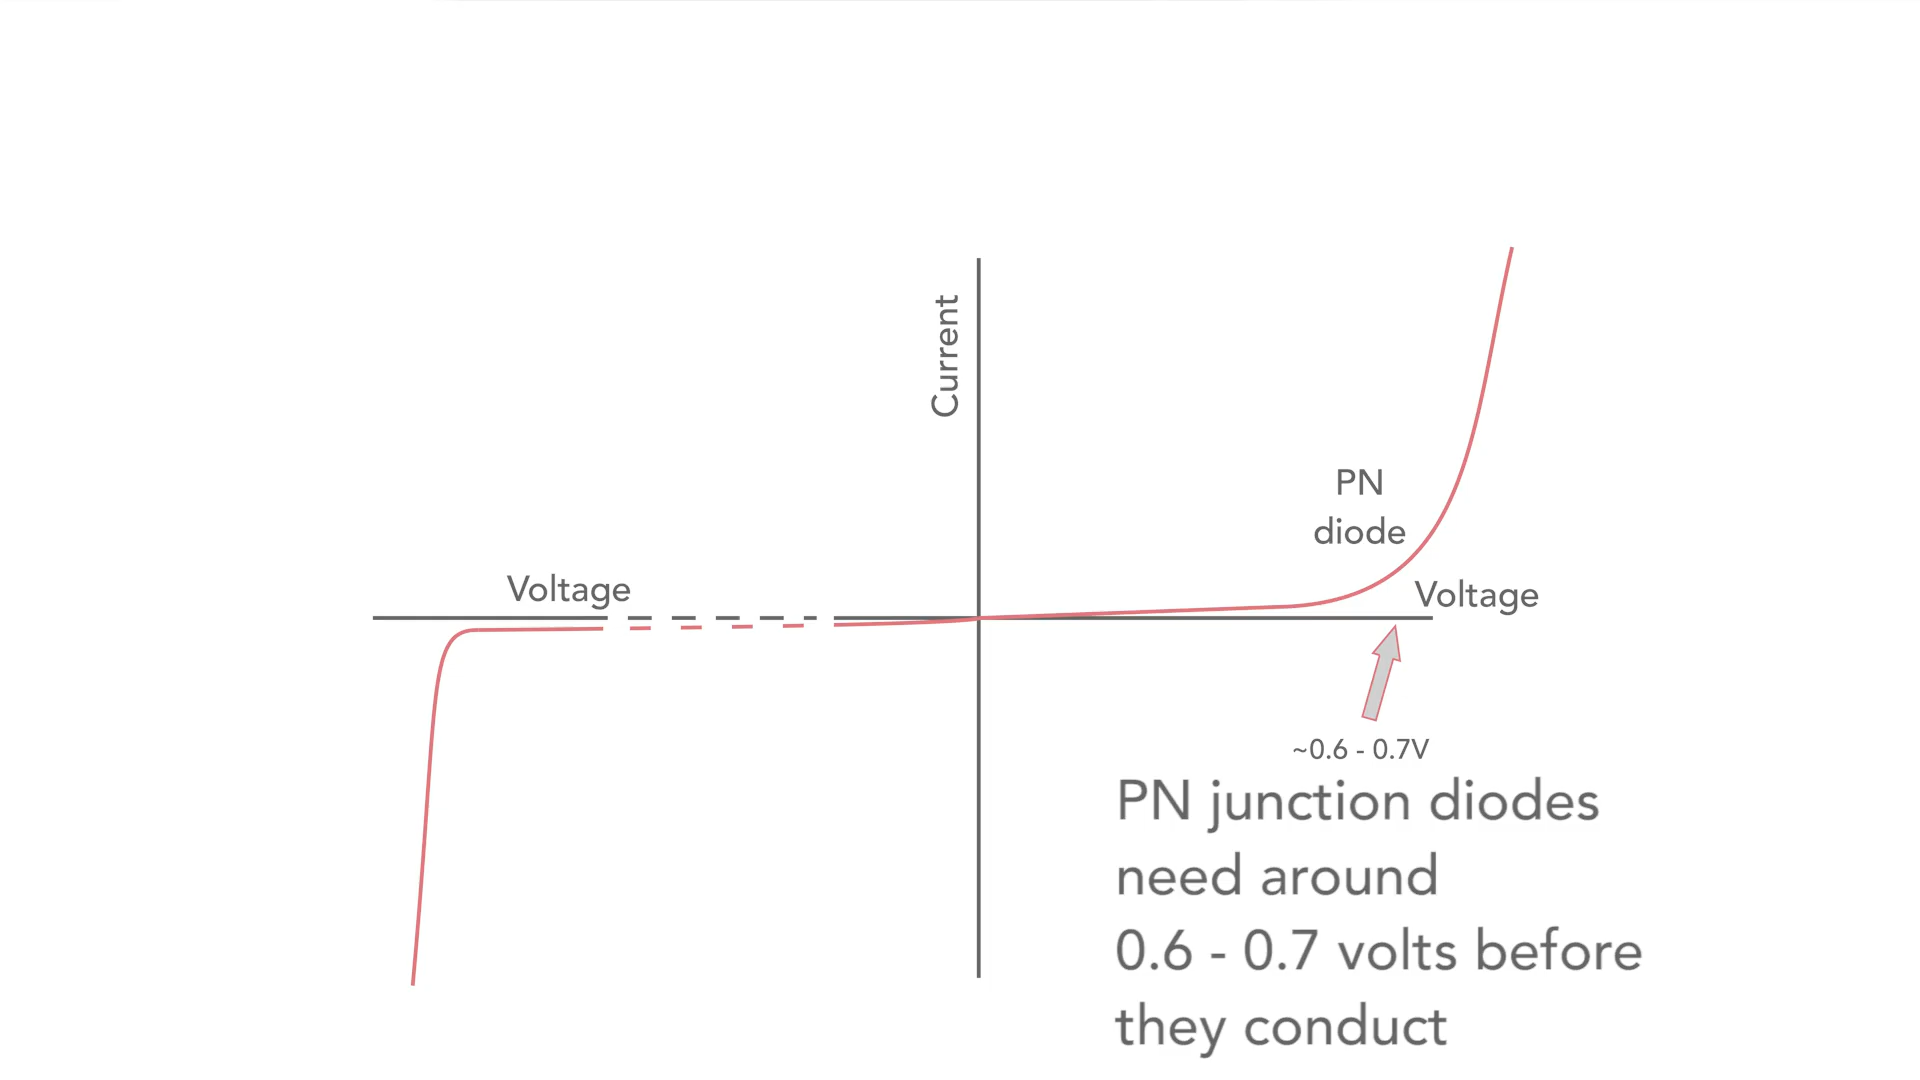 Current
PN
diode
Voltage
Voltage
~0.6 - 0.7V
PN junction diodes
need around
0.6 - 0.7 volts before
they conduct